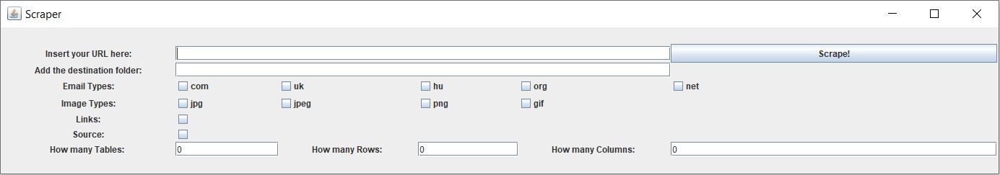 Scraper
Insert your URL here: Scrape!
Add the destination folder:
Email Types: com uk hu org net
Image Types: jpg jpeg png gif
Links:
Source:
How many Tables: 0 How many Rows: 0 How many Columns: 0